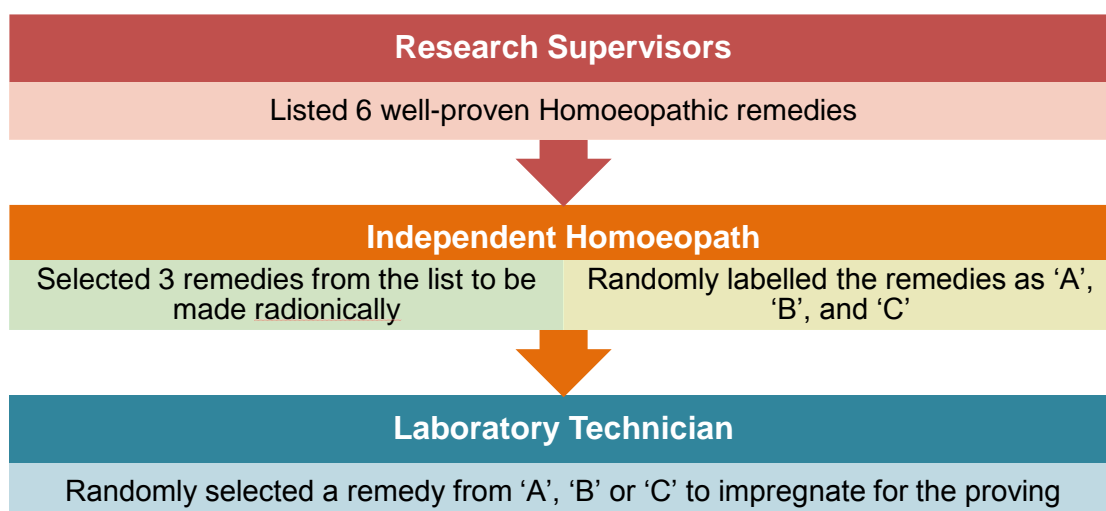 Research Supervisors
Listed 6 well-proven Homoeopathic remedies
Independent Homoeopath
Selected 3 remedies from the list to be
made radionically
Randomly labelled the remedies as ‘A’,
‘B’, and ‘C’
Laboratory Technician
Randomly selected a remedy from ‘A’, ‘B’ or ‘C’ to impregnate for the proving